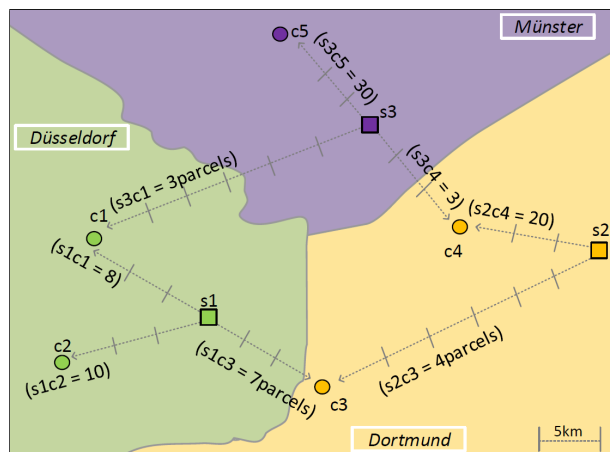 Münster
c5
(s3c5 = 30)
s3
Düsseldorf
(s3c1 = 3parcels)
(s3c4 = 3)
c1
(s2c4 = 20)
s2
c4
(s1c1 = 8)
s1
c2
(s1c2 = 10)
(s1c3 = 7parcels)
(s2c3 = 4parcels)
c3
Dortmund
5km